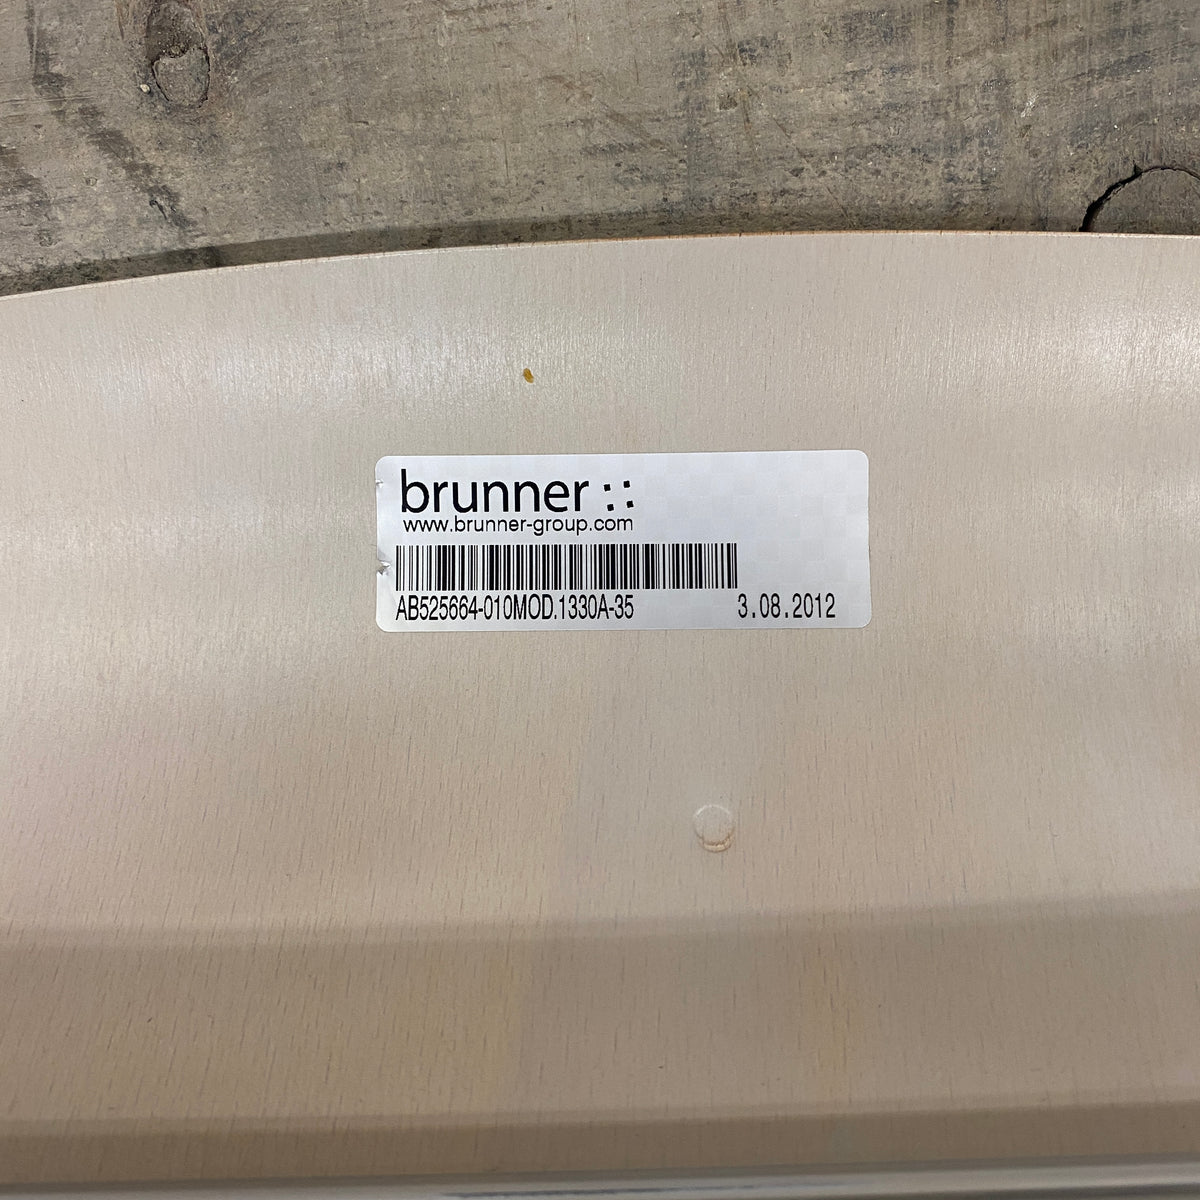 brunner ::
www.brunner-group.com
AB525664-010MOD.1330A-35 3.08.2012